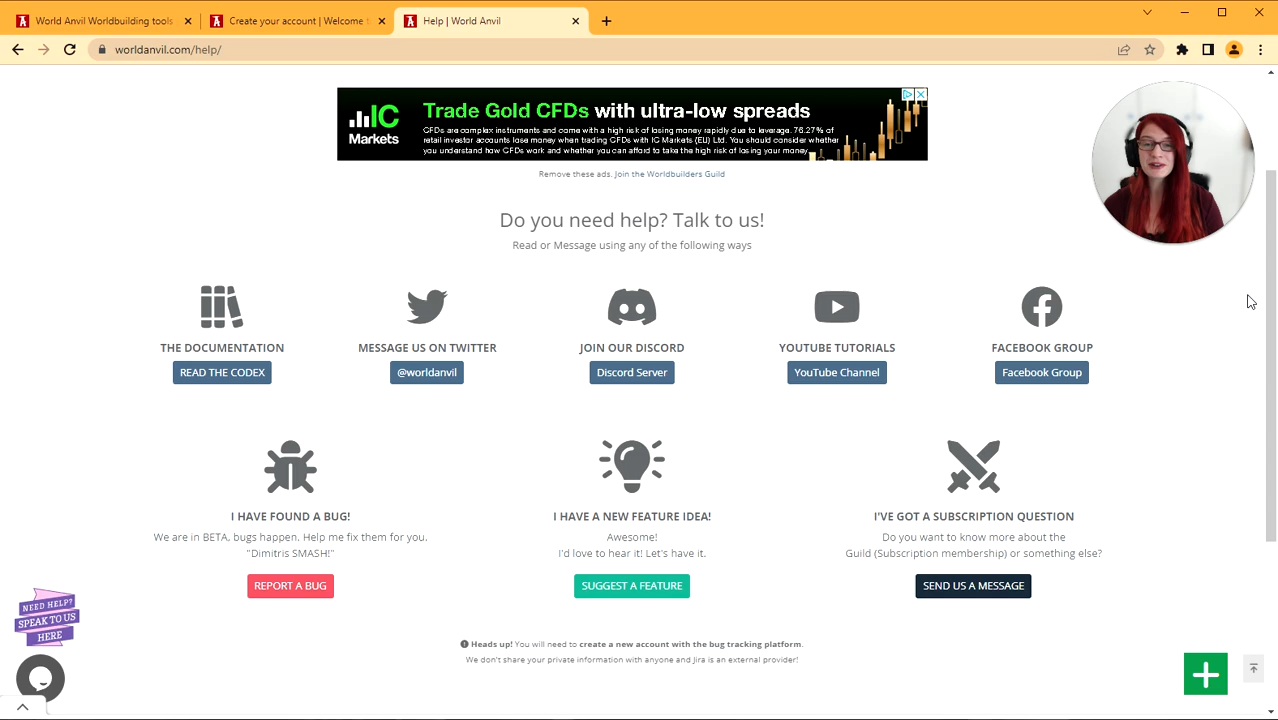 World Anvil Worldbuilding tools
Create your account | Welcome t
Help | World Anvil
worldanvil.com/help/
IC Markets
Trade Gold CFDs with ultra-low spreads
CFDs are complex instruments and come with a high risk of losing money rapidly due to leverage. 76.27% of
retail investor accounts lose money when trading CFDs with IC Markets (EU) Ltd. You should consider whether
you understand how CFDs work and whether you can afford to take the high risk of losing your money.
Remove these ads. Join the Worldbuilders Guild
Do you need help? Talk to us!
Read or Message using any of the following ways
THE DOCUMENTATION
READ THE CODEX
MESSAGE US ON TWITTER
@worldanvil
JOIN OUR DISCORD
Discord Server
YOUTUBE TUTORIALS
YouTube Channel
FACEBOOK GROUP
Facebook Group
I HAVE FOUND A BUG!
We are in BETA, bugs happen. Help me fix them for you.
"Dimitris SMASH!"
REPORT A BUG
I HAVE A NEW FEATURE IDEA!
Awesome!
I'd love to hear it! Let's have it.
SUGGEST A FEATURE
I'VE GOT A SUBSCRIPTION QUESTION
Do you want to know more about the
Guild (Subscription membership) or something else?
SEND US A MESSAGE
NEED HELP?
SPEAK TO US
HERE
Heads up! You will need to create a new account with the bug tracking platform.
We don't share your private information with anyone and Jira is an external provider!